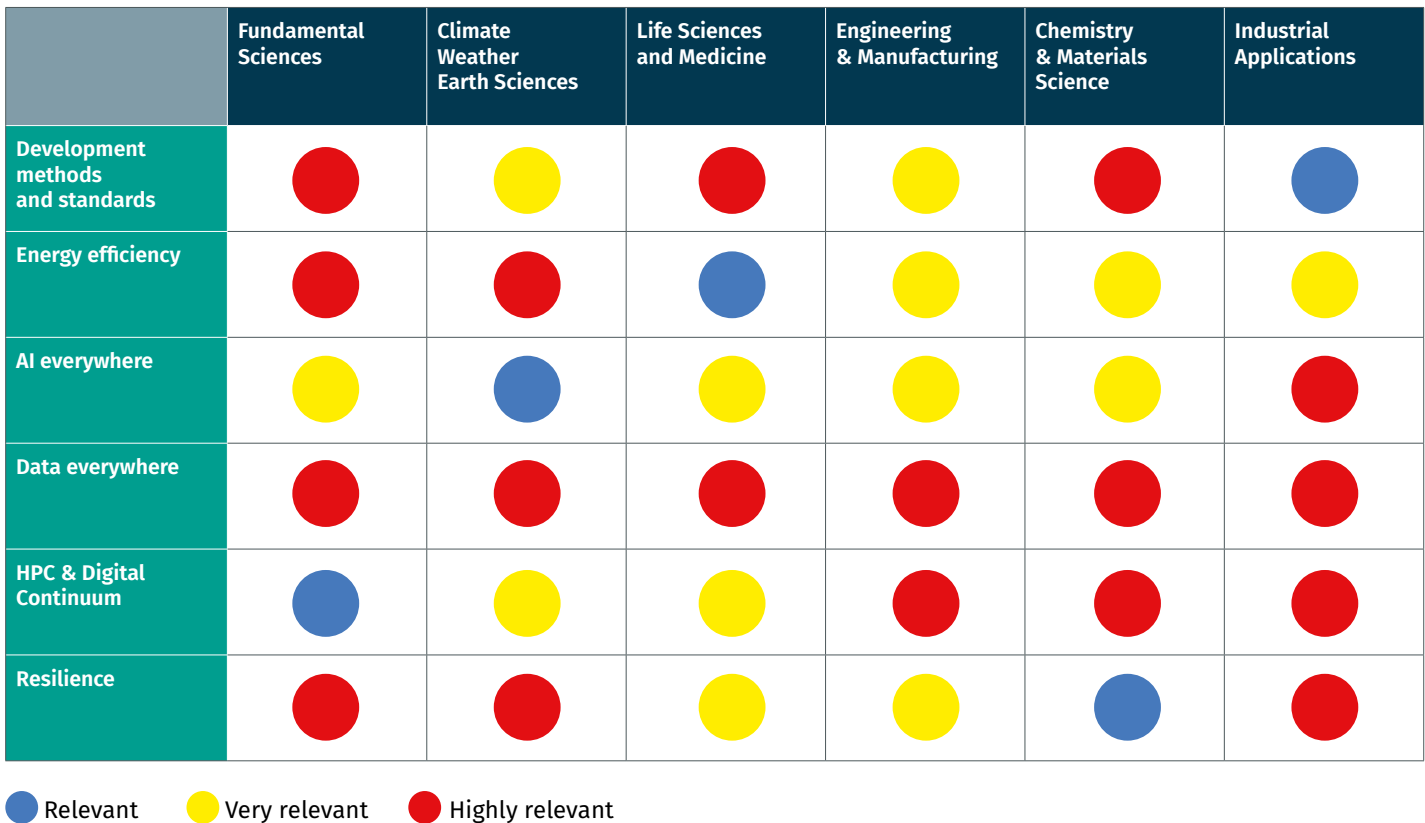 Fundamental
Sciences
Climate
Weather
Earth Sciences
Life Sciences
and Medicine
Engineering
& Manufacturing
Chemistry
& Materials
Science
Industrial
Applications
Development
methods
and standards
Energy efficiency
AI everywhere
Data everywhere
HPC & Digital
Continuum
Resilience
Relevant
Very relevant
Highly relevant